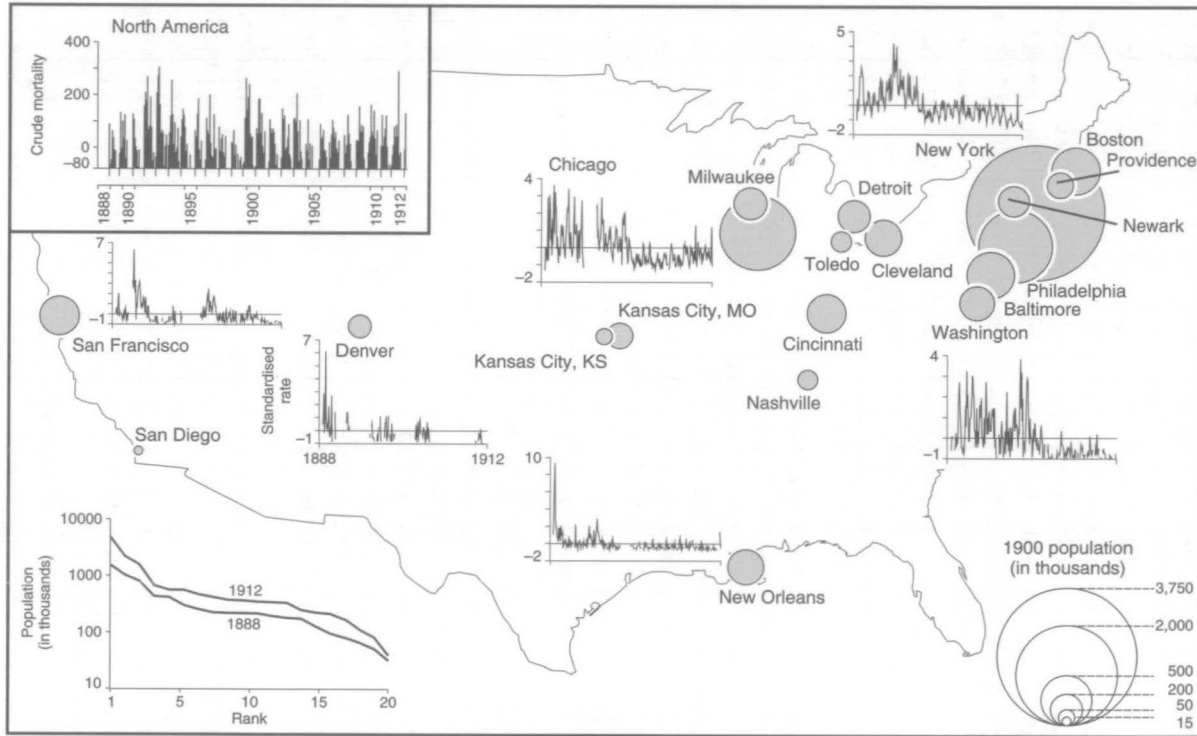 North America
Crude mortality
400
200
0
–80
1888
1890
1895
1900
1905
1910
1912
5
–2
New York
Boston
Providence
Newark
Philadelphia
Baltimore
Washington
Chicago
4
–2
Milwaukee
Detroit
Toledo
Cleveland
7
–1
San Francisco
Denver
Kansas City, MO
Kansas City, KS
Cincinnati
Nashville
San Diego
Standardised
rate
7
–1
1888
1912
4
–1
10
–2
New Orleans
Population
(in thousands)
10000
1000
100
10
1912
1888
1
5
10
15
20
Rank
1900 population
(in thousands)
3,750
2,000
500
200
50
15